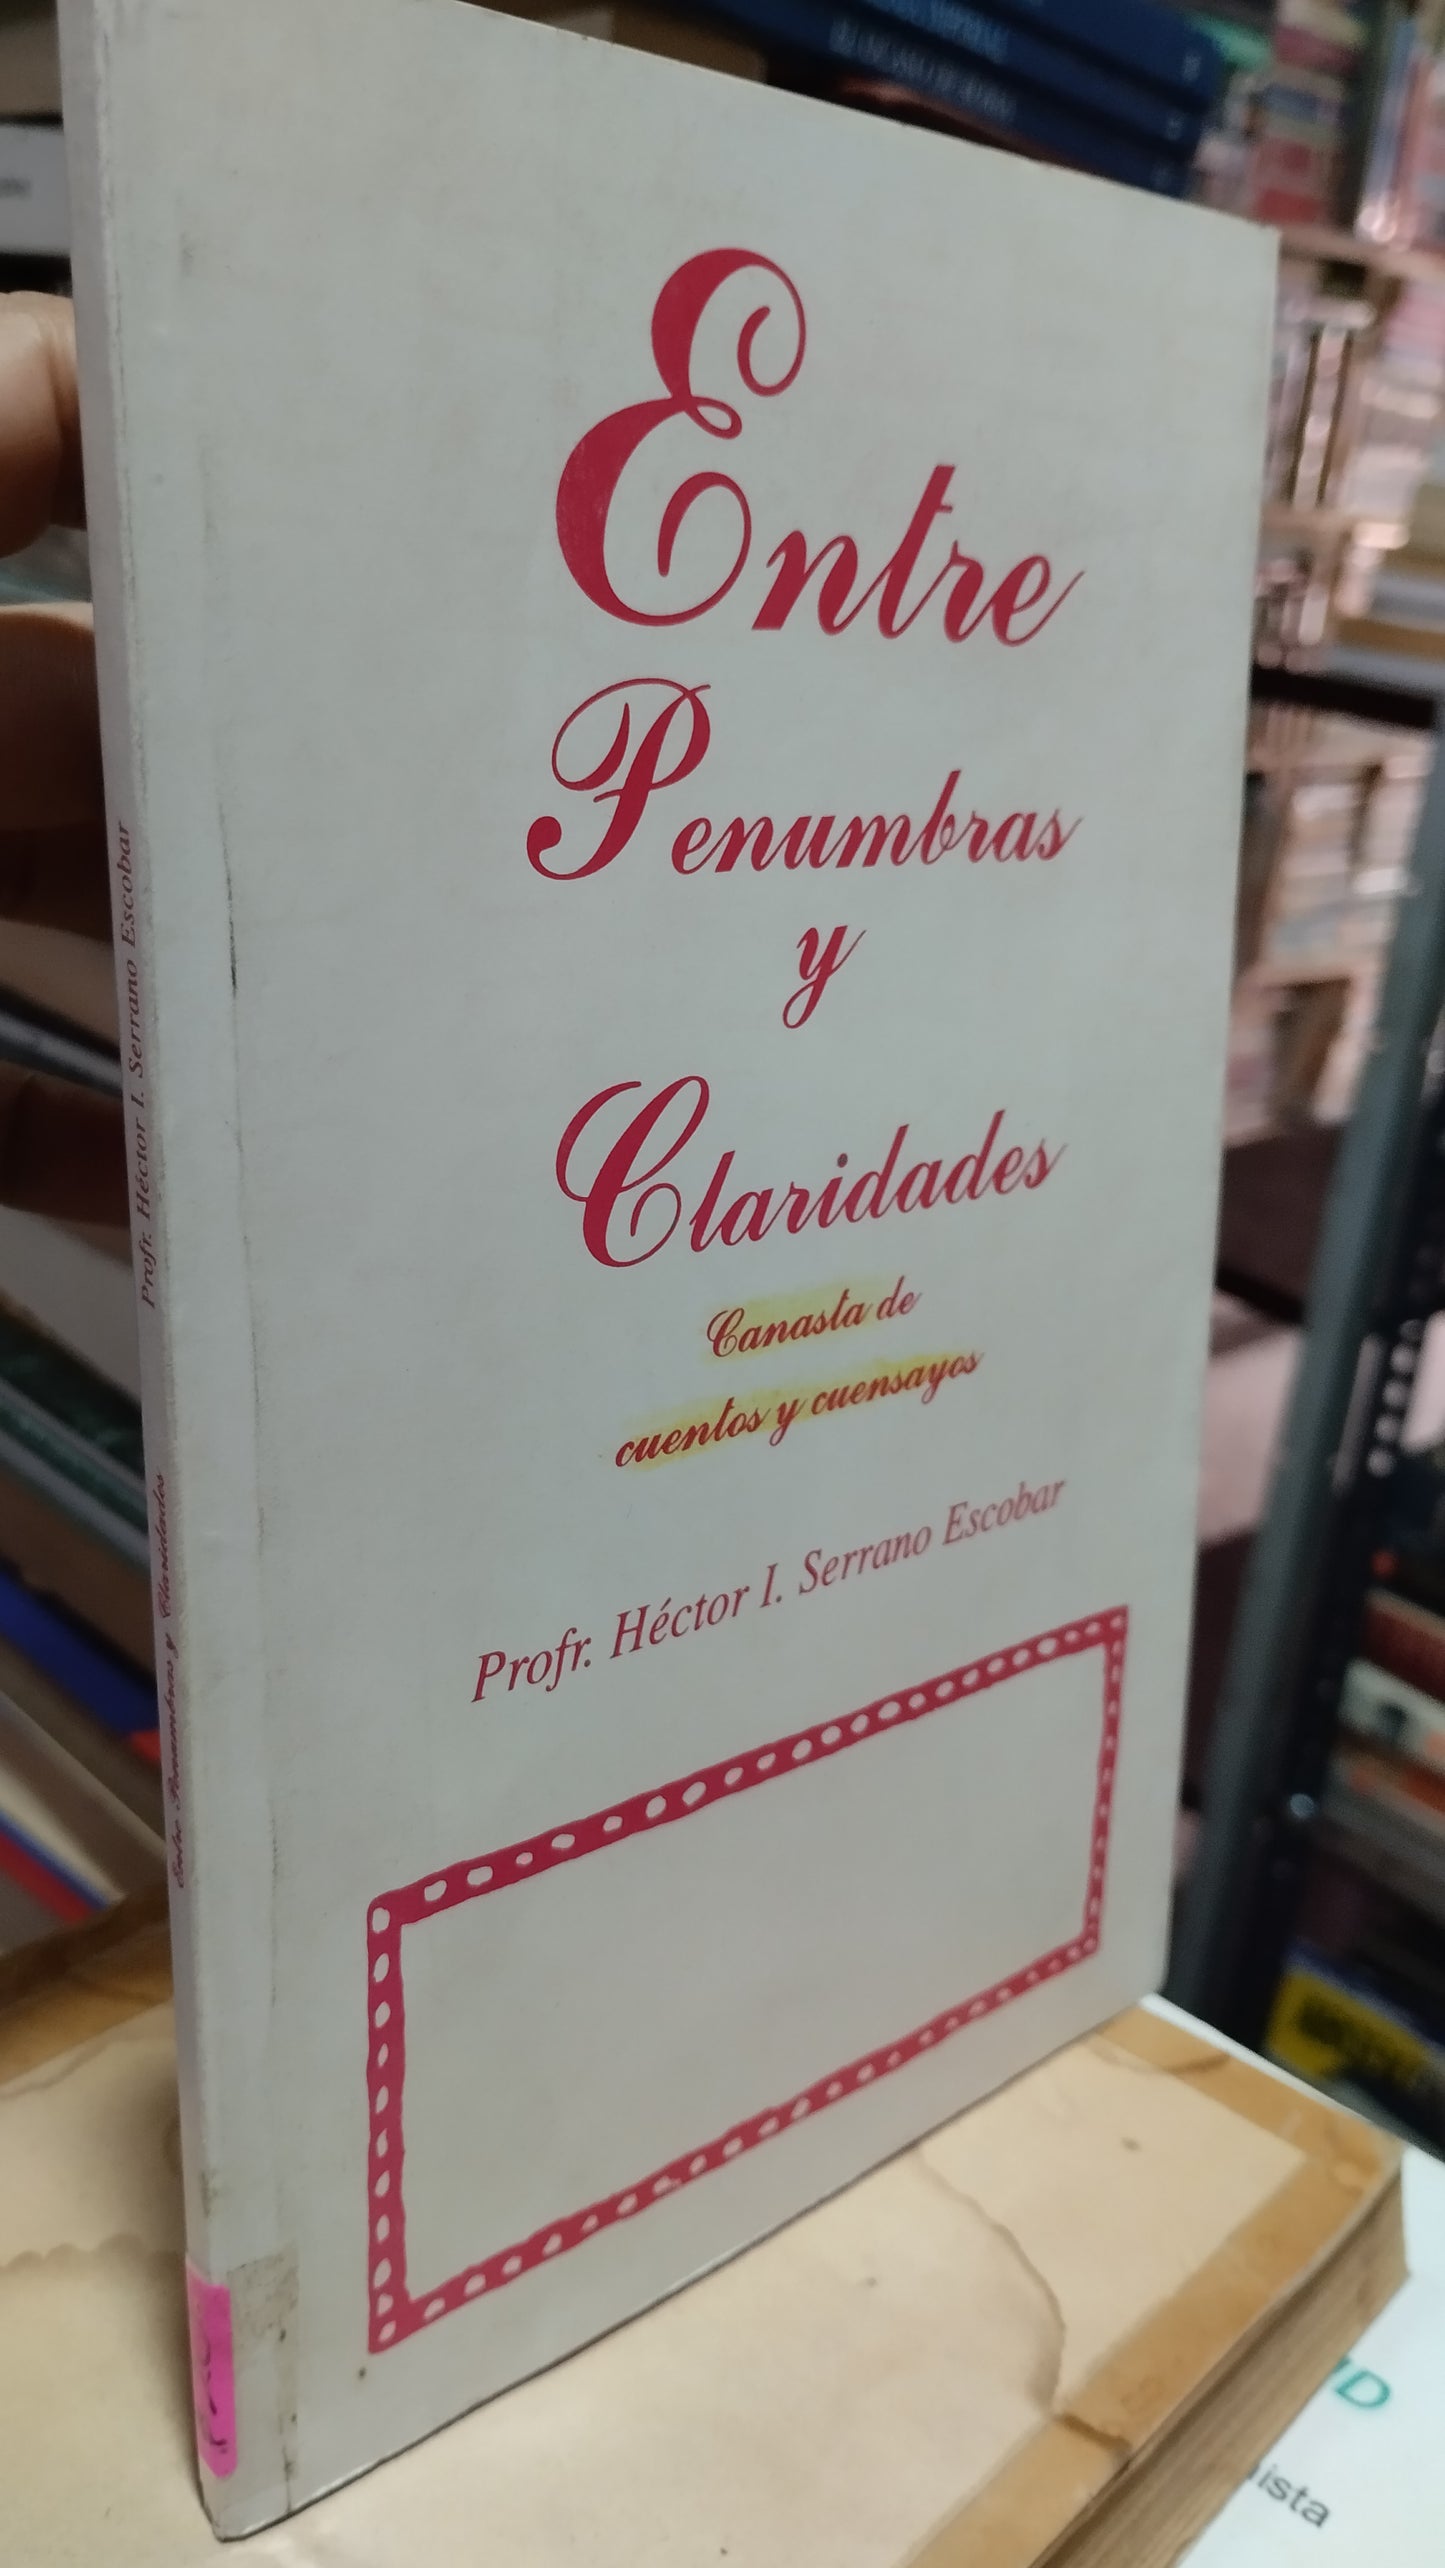 Entre
Penumbras
y
Claridades
Canasta de
cuentos y cuensayos
Profr. Héctor I. Serrano Escobar
Entre Penumbras y Claridades
Profr. Héctor I. Serrano Escobar